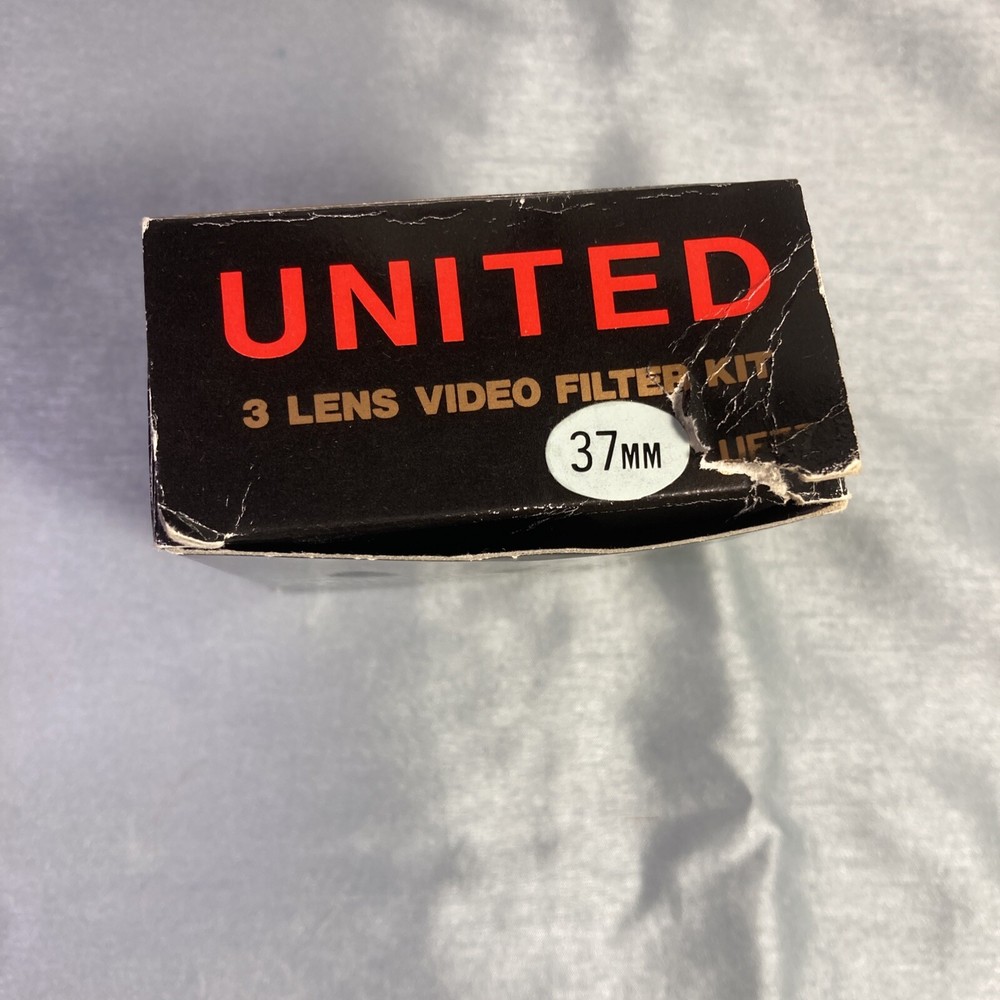 UNITED
3 LENS VIDEO FILTER KIT
37MM